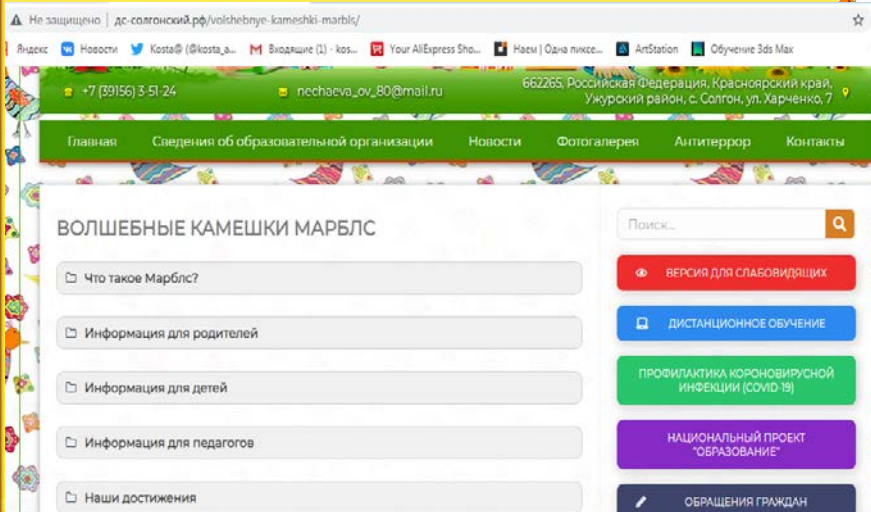 Не защищено | дс-солгонский.рф/volshebnye-kameshki-marbls/
Яндекс Новости Kosta@ (@kosta_a... Входящие (1) - kos... Your AliExpress Sho... Наем | Одна пиксе... ArtStation Обучение 3ds Max
+7 (39156) 3-51-24 nechaeva_ov_80@mail.ru 662265, Российская Федерация, Красноярский край,
Ужурский район, с. Солгон, ул. Харченко, 7
Главная Сведения об образовательной организации Новости Фотогалерея Антитеррор Контакты
ВОЛШЕБНЫЕ КАМЕШКИ МАРБЛС
Что такое Марблс?
Информация для родителей
Информация для детей
Информация для педагогов
Наши достижения
Поиск...
ВЕРСИЯ ДЛЯ СЛАБОВИДЯЩИХ
ДИСТАНЦИОННОЕ ОБУЧЕНИЕ
ПРОФИЛАКТИКА КОРОНОВИРУСНОЙ
ИНФЕКЦИИ (COVID-19)
НАЦИОНАЛЬНЫЙ ПРОЕКТ
"ОБРАЗОВАНИЕ"
ОБРАЩЕНИЯ ГРАЖДАН